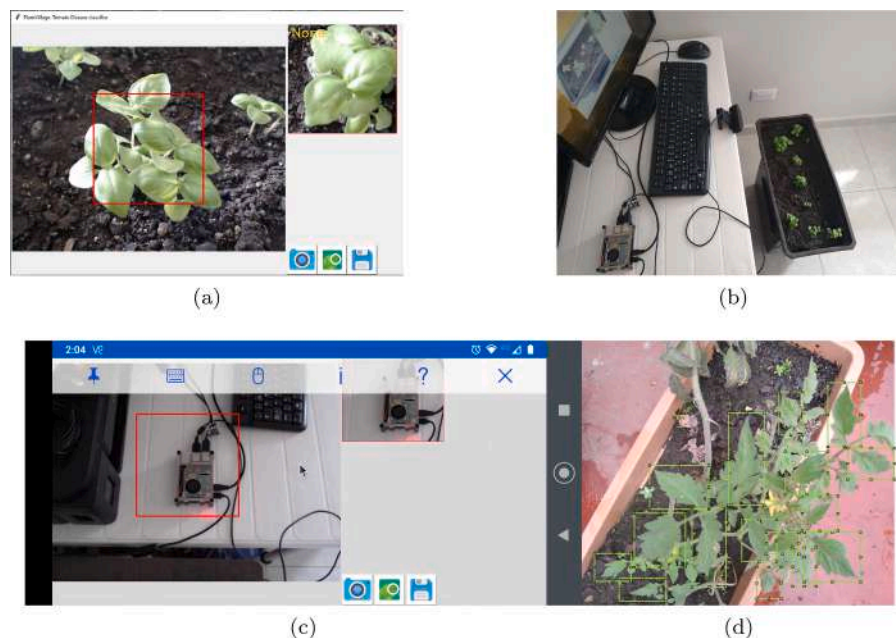 PlantVillage Tomato Disease classifier
None
(a)
(b)
2:04
i
?
(c)
(d)